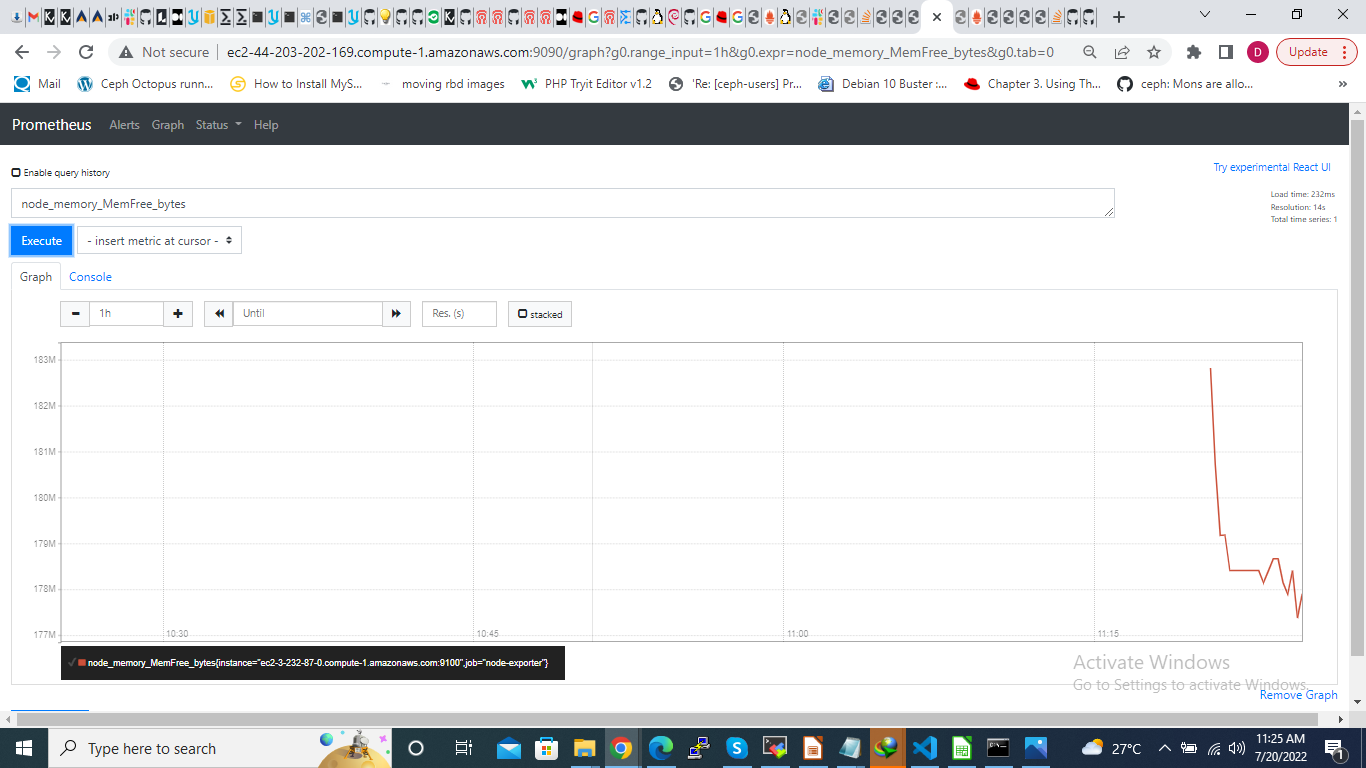 Not secure
ec2-44-203-202-169.compute-1.amazonaws.com:9090/graph?g0.range_input=1h&g0.expr=node_memory_MemFree_bytes&g0.tab=0
D
Update
Mail
Ceph Octopus runn...
How to Install MyS...
moving rbd images
PHP Tryit Editor v1.2
'Re: [ceph-users] Pr...
Debian 10 Buster :...
Chapter 3. Using Th...
ceph: Mons are allo...
»
Prometheus
Alerts
Graph
Status
Help
Enable query history
Try experimental React UI
node_memory_MemFree_bytes
Load time: 232ms
Resolution: 14s
Total time series: 1
Execute
- insert metric at cursor -
Graph
Console
1h
Until
Res. (s)
stacked
183M
182M
181M
180M
179M
178M
177M
10:30
10:45
11:00
11:15
node_memory_MemFree_bytes{instance="ec2-3-232-87-0.compute-1.amazonaws.com:9100",job="node-exporter"}
Activate Windows
Go to Settings to activate Windows.
Remove Graph
Type here to search
27°C
11:25 AM
7/20/2022
1